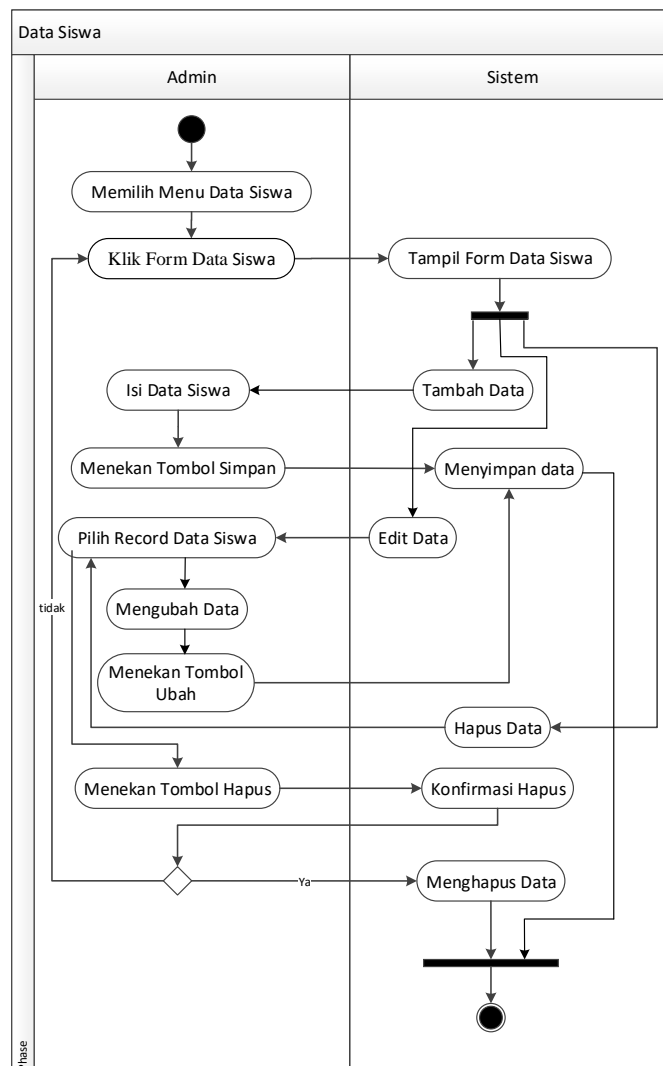 Data Siswa
Admin
Sistem
Memilih Menu Data Siswa
Klik Form Data Siswa
Tampil Form Data Siswa
Isi Data Siswa
Tambah Data
Menekan Tombol Simpan
Menyimpan data
Pilih Record Data Siswa
Edit Data
tidak
Mengubah Data
Menekan Tombol
Ubah
Hapus Data
Menekan Tombol Hapus
Konfirmasi Hapus
Ya
Menghapus Data
Phase